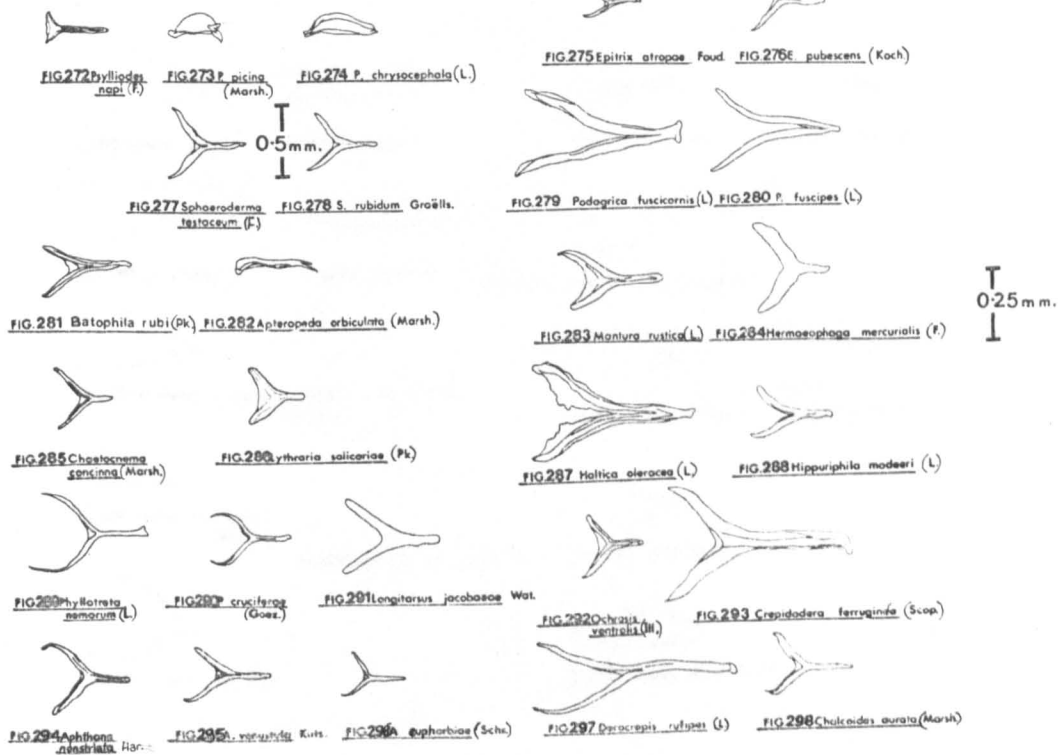 FIG.272 Psylliodes napi (F.)
FIG.273 P. picina (Marsh.)
FIG.274 P. chrysocephala (L.)
FIG.275 Epitrix atropae Foud.
FIG.276 E. pubescens (Koch.)
0·5 mm.
FIG.277 Sphaeroderma testaceum (F.)
FIG.278 S. rubidum Graëlls.
FIG.279 Podagrica fuscicornis (L)
FIG.280 P. fuscipes (L)
FIG.281 Batophila rubi (Pk)
FIG.282 Apteropeda orbiculata (Marsh.)
FIG.283 Mantura rustica (L.)
FIG.284 Hermaeophaga mercurialis (F.)
0·25 mm.
FIG.285 Chaetocnema concinna (Marsh.)
FIG.286 Lythraria salicariae (Pk)
FIG.287 Haltica oleracea (L)
FIG.288 Hippuriphila modeeri (L)
FIG.289 Phyllotreta nemorum (L.)
FIG.290 P cruciferae (Goez.)
FIG.291 Longitarsus jacobaeae Wat.
FIG.292 Ochrosis ventralis (Ill.)
FIG.293 Crepidodera ferruginea (Scop)
FIG.294 Aphthona nonstriata
FIG.295 A. venustula Kuts.
FIG.296 A euphorbiae (Schr.)
FIG.297 Derocrepis rufipes (L)
FIG.298 Chalcoides aurata (Marsh)